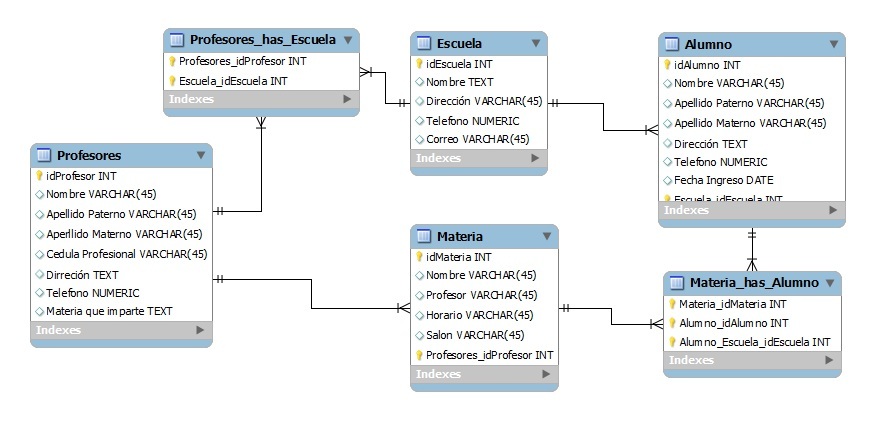 Profesores_has_Escuela
Profesores_idProfesor INT
Escuela_idEscuela INT
Indexes
Escuela
idEscuela INT
Nombre TEXT
Dirección VARCHAR(45)
Telefono NUMERIC
Correo VARCHAR(45)
Indexes
Alumno
idAlumno INT
Nombre VARCHAR(45)
Apellido Paterno VARCHAR(45)
Apellido Materno VARCHAR(45)
Dirección TEXT
Telefono NUMERIC
Fecha Ingreso DATE
Escuela_idEscuela INT
Indexes
Profesores
idProfesor INT
Nombre VARCHAR(45)
Apellido Paterno VARCHAR(45)
Aperllido Materno VARCHAR(45)
Cedula Profesional VARCHAR(45)
Dirreción TEXT
Telefono NUMERIC
Materia que imparte TEXT
Indexes
Materia
idMateria INT
Nombre VARCHAR(45)
Profesor VARCHAR(45)
Horario VARCHAR(45)
Salon VARCHAR(45)
Profesores_idProfesor INT
Indexes
Materia_has_Alumno
Materia_idMateria INT
Alumno_idAlumno INT
Alumno_Escuela_idEscuela INT
Indexes